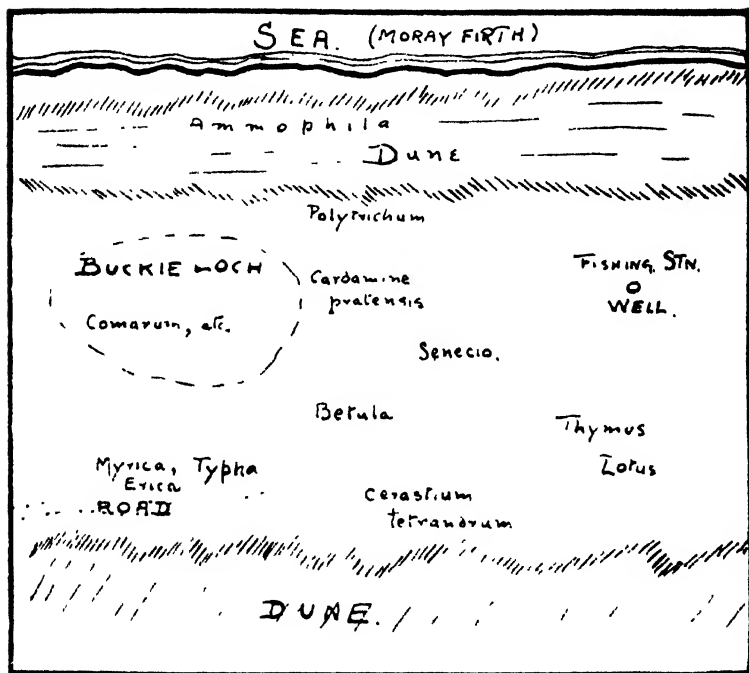 SEA. (MORAY FIRTH)
Ammophila
DUNE
Polytrichum
BUCKIE LOCH
Comarum, etc.
Cardamine
pratensis
FISHING STN.
WELL.
Senecio.
Betula
Thymus
Lotus
Myrica, Typha
Erica
ROAD
Cerastium
tetrandrum
DUNE.